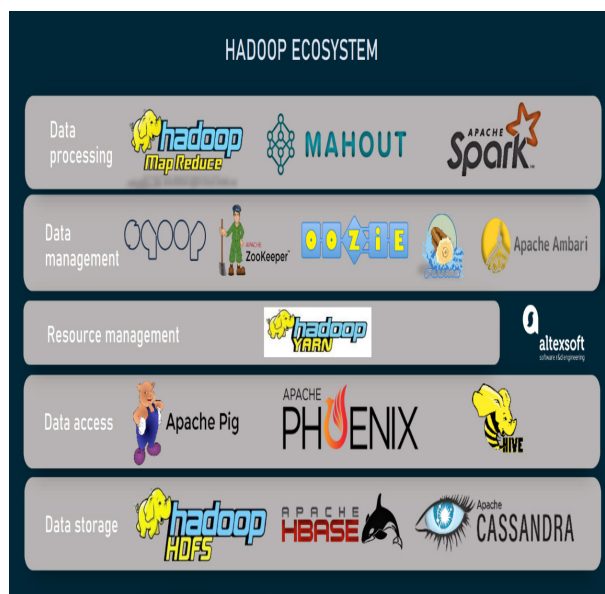 HADOOP ECOSYSTEM
Data
processing
hadoop
Map Reduce
MAHOUT
APACHE
Spark
TM
Data
management
sqoop
APACHE
ZooKeeper™
OOZIE
Apache Ambari
Resource management
hadoop
YARN
altexsoft
software r&d engineering
Data access
Apache Pig
APACHE
PHOENIX
HIVE
Data storage
hadoop
HDFS
APACHE
HBASE
Apache
CASSANDRA